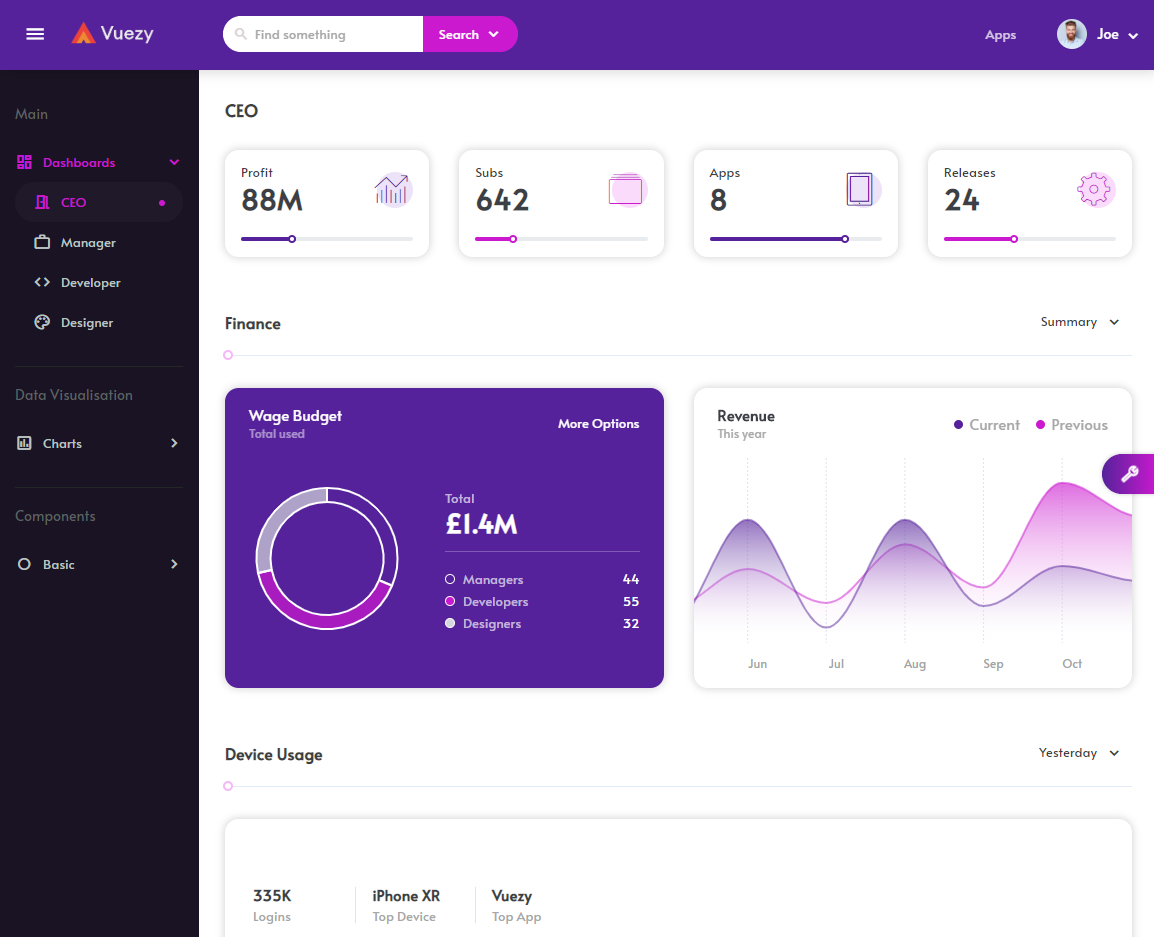 Vuezy
Find something
Search
Apps
Joe
Main
Dashboards
CEO
Manager
Developer
Designer
Data Visualisation
Charts
Components
Basic
CEO
Profit
88M
Subs
642
Apps
8
Releases
24
Finance
Summary
Wage Budget
Total used
More Options
Total
£1.4M
Managers 44
Developers 55
Designers 32
Revenue
This year
Current Previous
Jun Jul Aug Sep Oct
Device Usage
Yesterday
335K
Logins
iPhone XR
Top Device
Vuezy
Top App